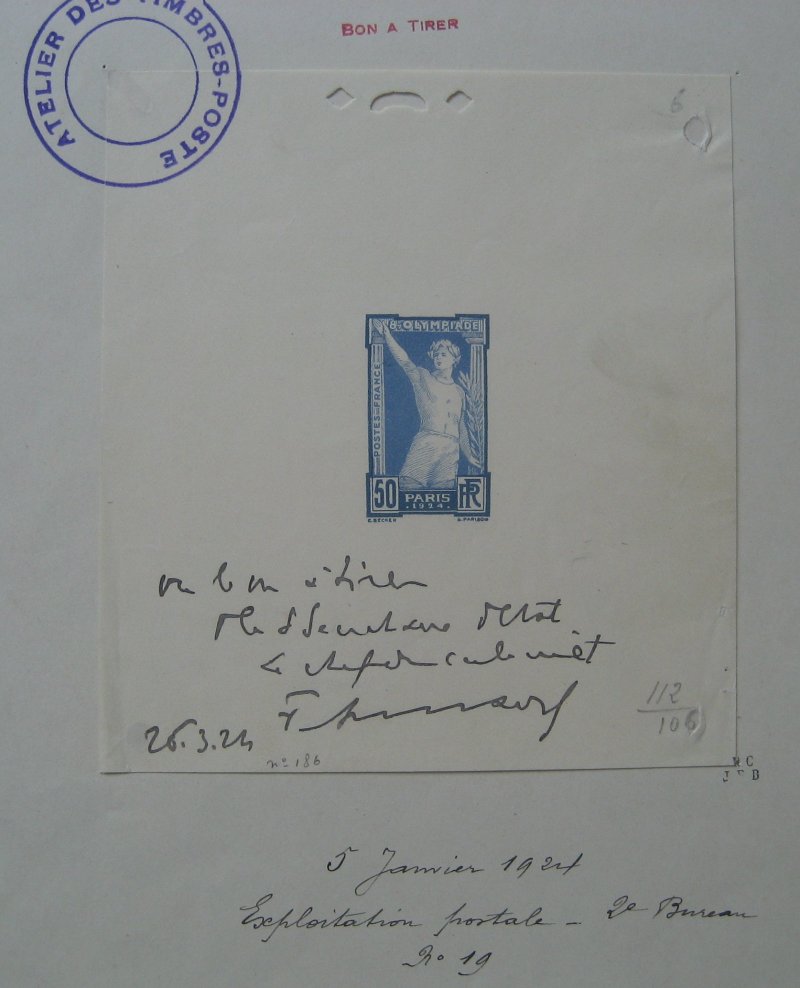 ATELIER DES TIMBRES-POSTE
BON A TIRER
6
8e OLYMPIADE
POSTES-FRANCE
50
PARIS
.1924.
RF
E. BECKER
G. PARISON
vu bon à tirer
P. le S/Secrétaire d'Etat
Le chef du cabinet
26.3.24
112
106
no 186
5 Janvier 1924
Exploitation postale - 2e Bureau
No 19